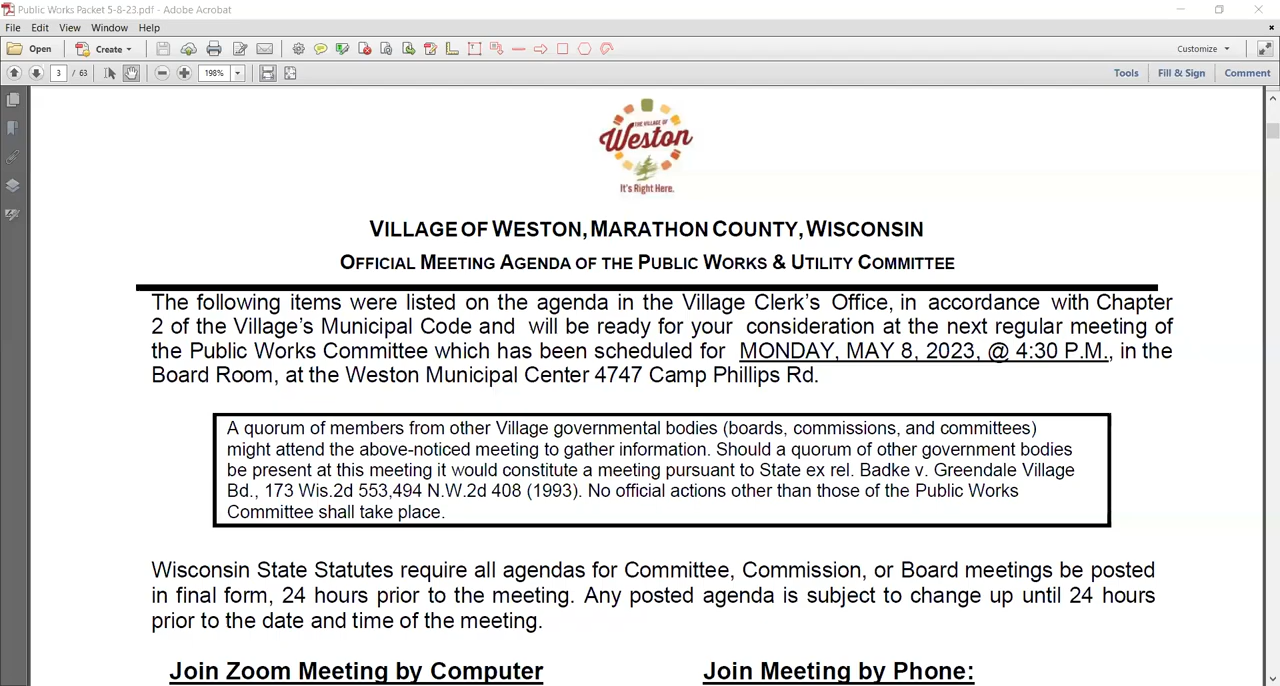 Public Works Packet 5-8-23.pdf - Adobe Acrobat
File Edit View Window Help
Open Create Customize
3 / 63 198% Tools Fill & Sign Comment
THE VILLAGE OF
Weston
It's Right Here.
VILLAGE OF WESTON, MARATHON COUNTY, WISCONSIN
OFFICIAL MEETING AGENDA OF THE PUBLIC WORKS & UTILITY COMMITTEE
The following items were listed on the agenda in the Village Clerk's Office, in accordance with Chapter
2 of the Village's Municipal Code and will be ready for your consideration at the next regular meeting of
the Public Works Committee which has been scheduled for MONDAY, MAY 8, 2023, @ 4:30 P.M., in the
Board Room, at the Weston Municipal Center 4747 Camp Phillips Rd.
A quorum of members from other Village governmental bodies (boards, commissions, and committees)
might attend the above-noticed meeting to gather information. Should a quorum of other government bodies
be present at this meeting it would constitute a meeting pursuant to State ex rel. Badke v. Greendale Village
Bd., 173 Wis.2d 553,494 N.W.2d 408 (1993). No official actions other than those of the Public Works
Committee shall take place.
Wisconsin State Statutes require all agendas for Committee, Commission, or Board meetings be posted
in final form, 24 hours prior to the meeting. Any posted agenda is subject to change up until 24 hours
prior to the date and time of the meeting.
Join Zoom Meeting by Computer Join Meeting by Phone: